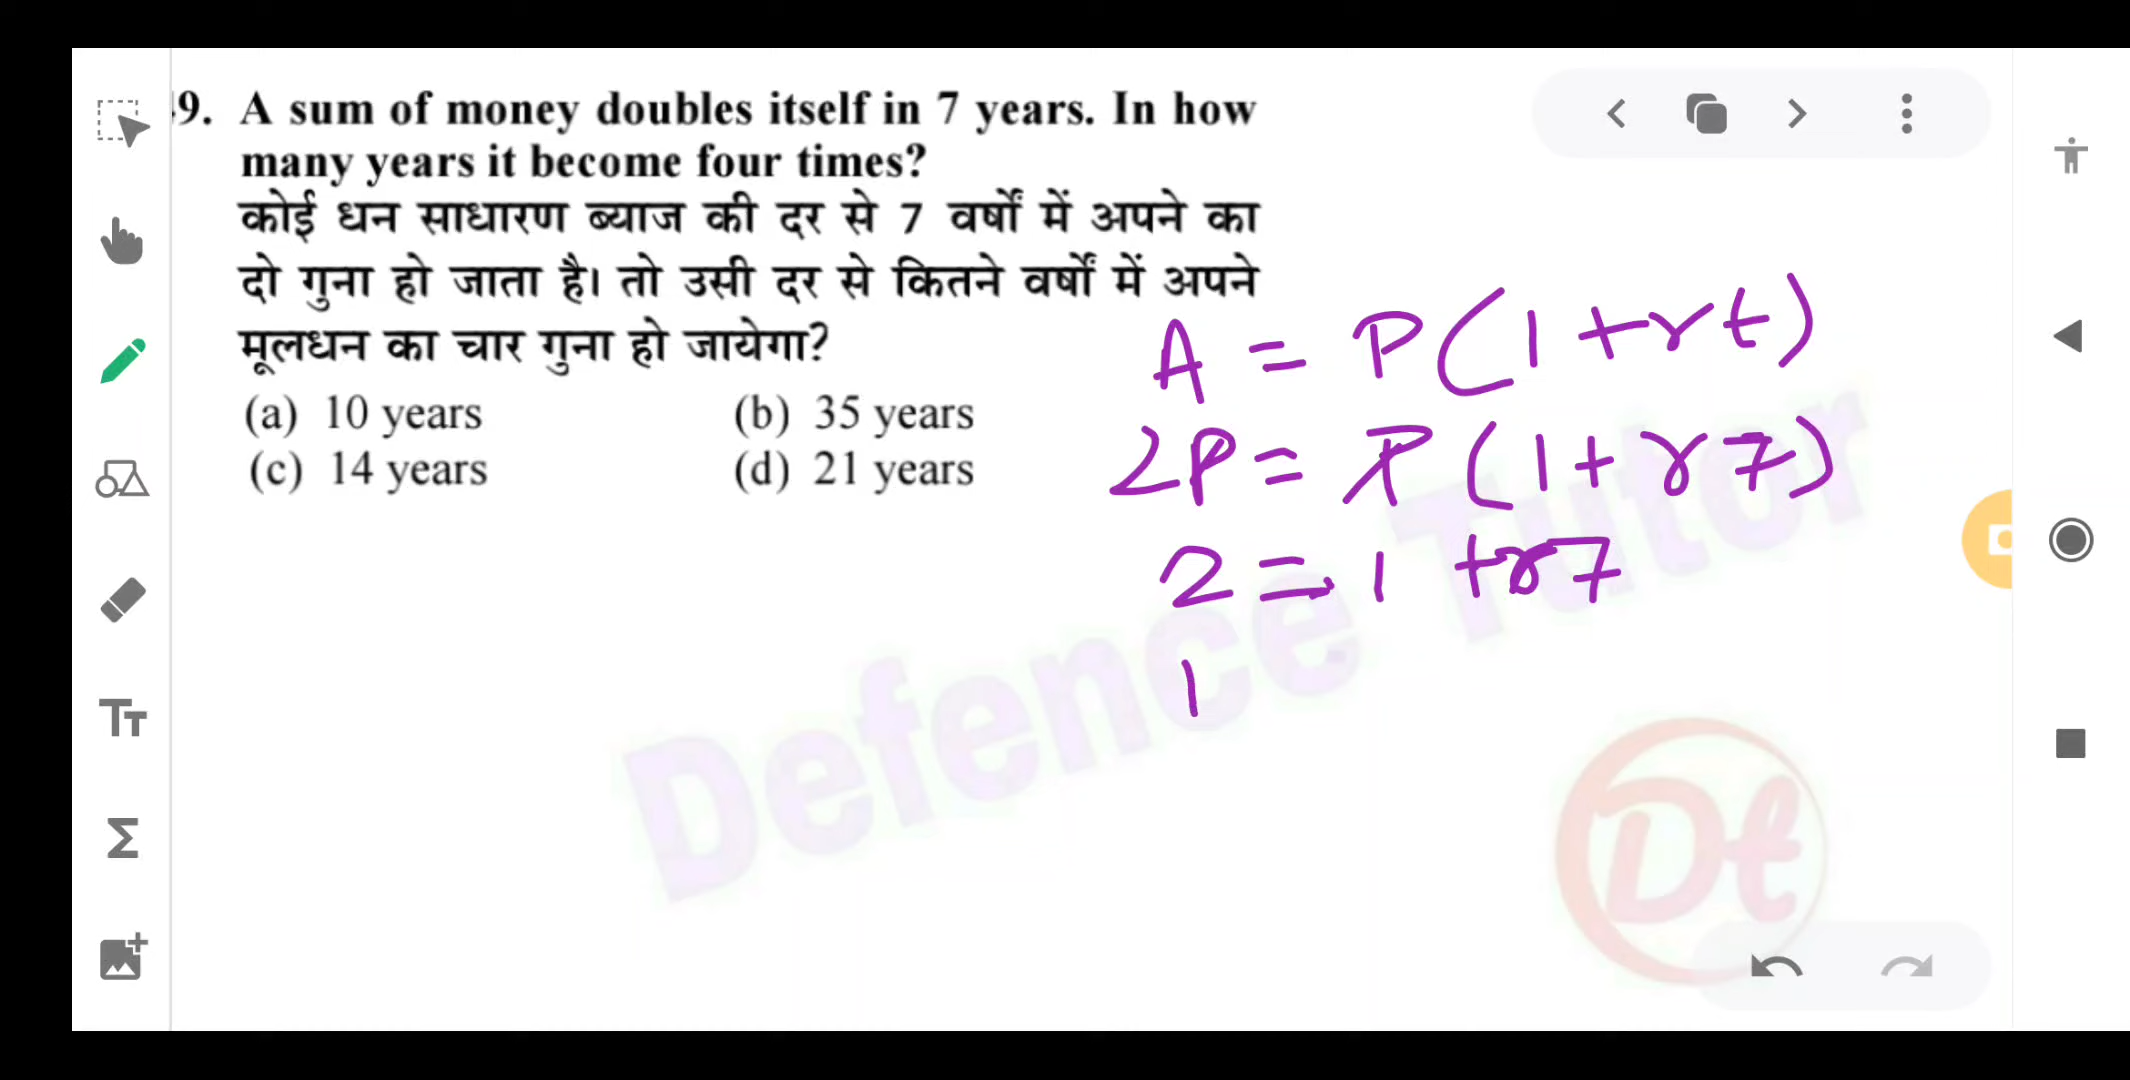 9. A sum of money doubles itself in 7 years. In how
many years it become four times?
कोई धन साधारण ब्याज की दर से 7 वर्षों में अपने का
दो गुना हो जाता है। तो उसी दर से कितने वर्षों में अपने
मूलधन का चार गुना हो जायेगा?
(a) 10 years (b) 35 years
(c) 14 years (d) 21 years
A = P(1+rt)
2P = P(1+r7)
2 = 1 + r7
1
Defence Tutor
Dt
Tт
Σ